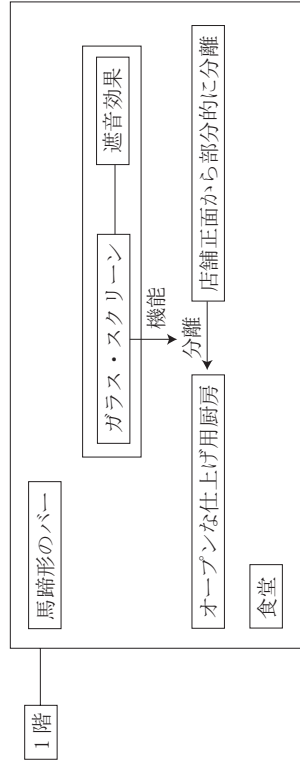 1階
馬蹄形のバー
ガラス・スクリーン
遮音効果
機能
オープンな仕上げ用厨房
分離
店舗正面から部分的に分離
食堂